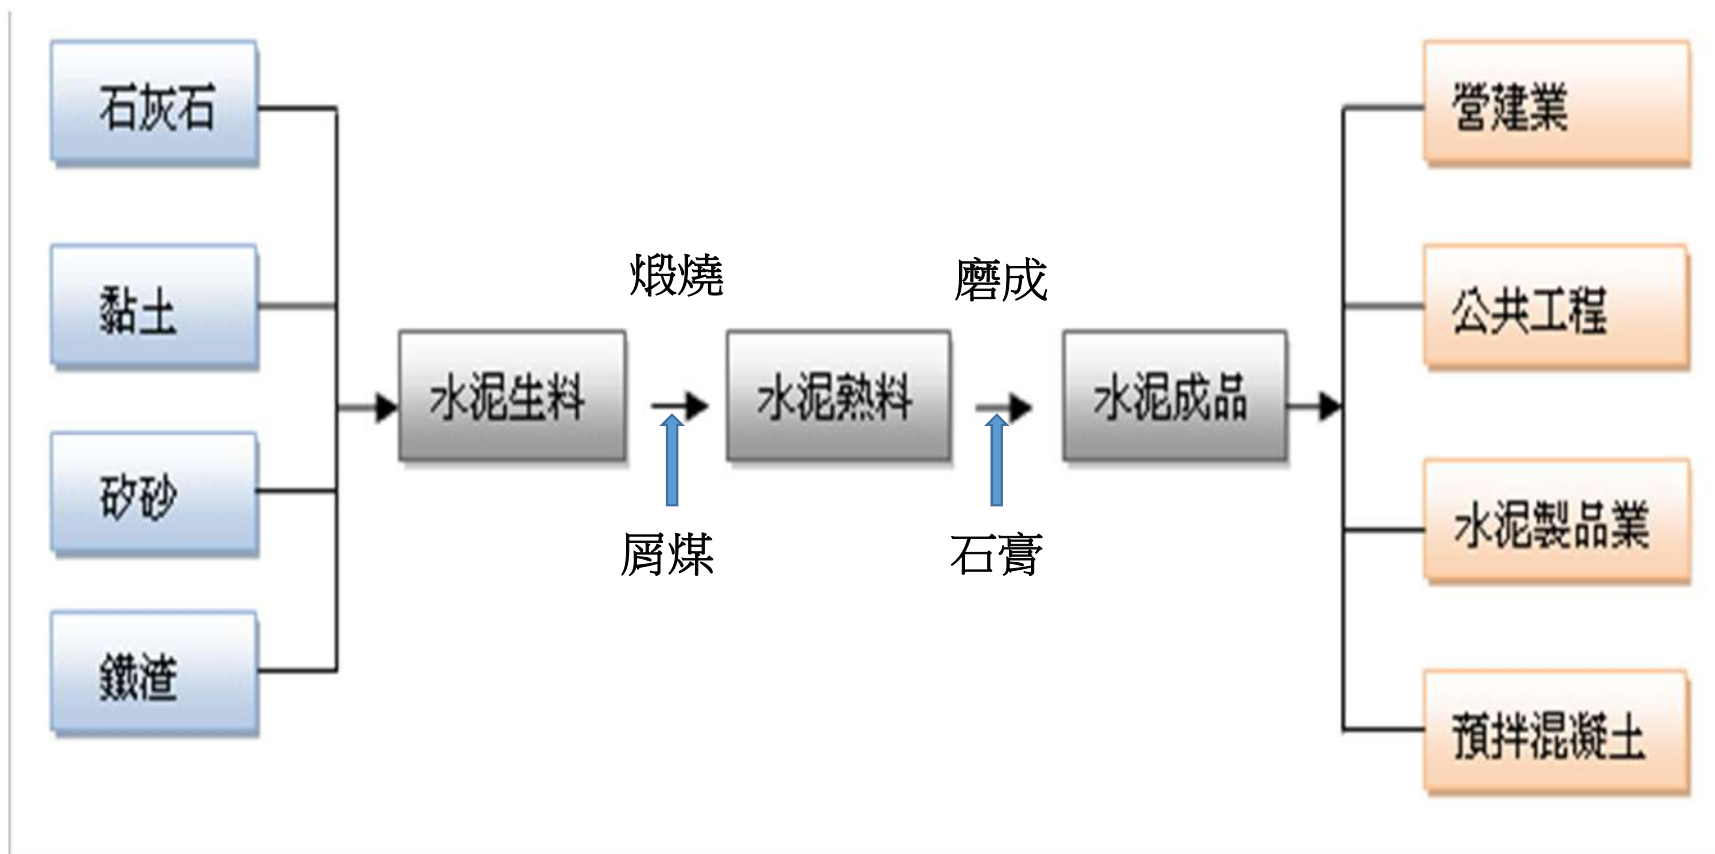 石灰石
黏土
矽砂
鐵渣
水泥生料
煆燒
屑煤
水泥熟料
磨成
石膏
水泥成品
營建業
公共工程
水泥製品業
預拌混凝土